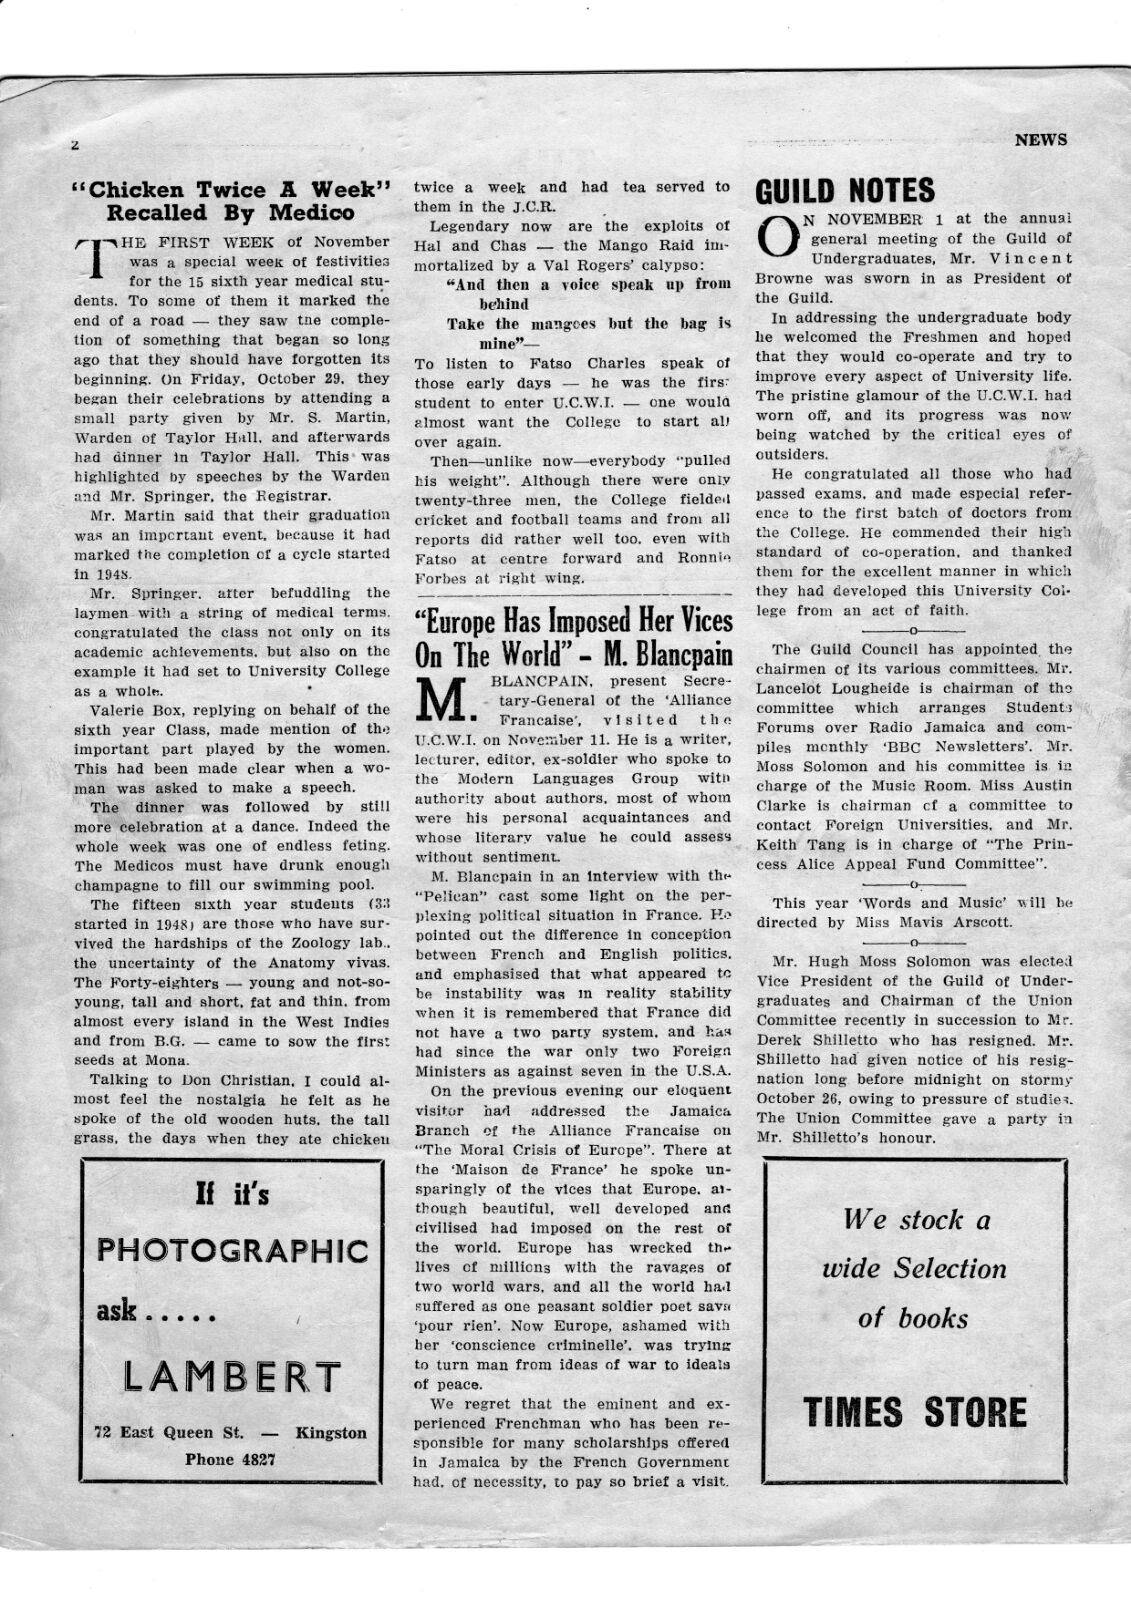 2
NEWS
"Chicken Twice A Week"
Recalled By Medico
THE FIRST WEEK of November
was a special week of festivities
for the 15 sixth year medical stu-
dents. To some of them it marked the
end of a road — they saw the comple-
tion of something that began so long
ago that they should have forgotten its
beginning. On Friday, October 29, they
began their celebrations by attending a
small party given by Mr. S. Martin,
Warden of Taylor Hall, and afterwards
had dinner in Taylor Hall. This was
highlighted by speeches by the Warden
and Mr. Springer, the Registrar.
Mr. Martin said that their graduation
was an important event, because it had
marked the completion of a cycle started
in 1948.
Mr. Springer, after befuddling the
laymen with a string of medical terms,
congratulated the class not only on its
academic achievements, but also on the
example it had set to University College
as a whole.
Valerie Box, replying on behalf of the
sixth year Class, made mention of the
important part played by the women.
This had been made clear when a wo-
man was asked to make a speech.
The dinner was followed by still
more celebration at a dance. Indeed the
whole week was one of endless feting.
The Medicos must have drunk enough
champagne to fill our swimming pool.
The fifteen sixth year students (33
started in 1948) are those who have sur-
vived the hardships of the Zoology lab.,
the uncertainty of the Anatomy vivas.
The Forty-eighters — young and not-so-
young, tall and short, fat and thin, from
almost every island in the West Indies
and from B.G. — came to sow the first
seeds at Mona.
Talking to Don Christian, I could al-
most feel the nostalgia he felt as he
spoke of the old wooden huts, the tall
grass, the days when they ate chicken
If it's
PHOTOGRAPHIC
ask . . . . .
LAMBERT
72 East Queen St. — Kingston
Phone 4827
twice a week and had tea served to
them in the J.C.R.
Legendary now are the exploits of
Hal and Chas — the Mango Raid im-
mortalized by a Val Rogers' calypso:
"And then a voice speak up from
behind
Take the mangoes but the bag is
mine"—
To listen to Fatso Charles speak of
those early days — he was the first
student to enter U.C.W.I. — one would
almost want the College to start all
over again.
Then—unlike now—everybody "pulled
his weight". Although there were only
twenty-three men, the College fielded
cricket and football teams and from all
reports did rather well too, even with
Fatso at centre forward and Ronnie
Forbes at right wing.
"Europe Has Imposed Her Vices
On The World" – M. Blancpain
M. BLANCPAIN, present Secre-
tary-General of the 'Alliance
Francaise', visited the
U.C.W.I. on November 11. He is a writer,
lecturer, editor, ex-soldier who spoke to
the Modern Languages Group with
authority about authors, most of whom
were his personal acquaintances and
whose literary value he could assess
without sentiment.
M. Blancpain in an interview with the
"Pelican" cast some light on the per-
plexing political situation in France. He
pointed out the difference in conception
between French and English politics,
and emphasised that what appeared to
be instability was in reality stability
when it is remembered that France did
not have a two party system, and has
had since the war only two Foreign
Ministers as against seven in the U.S.A.
On the previous evening our eloquent
visitor had addressed the Jamaica
Branch of the Alliance Francaise on
"The Moral Crisis of Europe". There at
the 'Maison de France' he spoke un-
sparingly of the vices that Europe, al-
though beautiful, well developed and
civilised had imposed on the rest of
the world. Europe has wrecked the
lives of millions with the ravages of
two world wars, and all the world had
suffered as one peasant soldier poet says
'pour rien'. Now Europe, ashamed with
her 'conscience criminelle', was trying
to turn man from ideas of war to ideals
of peace.
We regret that the eminent and ex-
perienced Frenchman who has been re-
sponsible for many scholarships offered
in Jamaica by the French Government
had, of necessity, to pay so brief a visit.
GUILD NOTES
ON NOVEMBER 1 at the annual
general meeting of the Guild of
Undergraduates, Mr. Vincent
Browne was sworn in as President of
the Guild.
In addressing the undergraduate body
he welcomed the Freshmen and hoped
that they would co-operate and try to
improve every aspect of University life.
The pristine glamour of the U.C.W.I. had
worn off, and its progress was now
being watched by the critical eyes of
outsiders.
He congratulated all those who had
passed exams, and made especial refer-
ence to the first batch of doctors from
the College. He commended their high
standard of co-operation, and thanked
them for the excellent manner in which
they had developed this University Col-
lege from an act of faith.
——o——
The Guild Council has appointed the
chairmen of its various committees. Mr.
Lancelot Lougheide is chairman of the
committee which arranges Students
Forums over Radio Jamaica and com-
piles monthly 'BBC Newsletters'. Mr.
Moss Solomon and his committee is in
charge of the Music Room. Miss Austin
Clarke is chairman of a committee to
contact Foreign Universities, and Mr.
Keith Tang is in charge of "The Prin-
cess Alice Appeal Fund Committee".
——o——
This year 'Words and Music' will be
directed by Miss Mavis Arscott.
——o——
Mr. Hugh Moss Solomon was elected
Vice President of the Guild of Under-
graduates and Chairman of the Union
Committee recently in succession to Mr.
Derek Shilletto who has resigned. Mr.
Shilletto had given notice of his resig-
nation long before midnight on stormy
October 26, owing to pressure of studies.
The Union Committee gave a party in
Mr. Shilletto's honour.
We stock a
wide Selection
of books
TIMES STORE